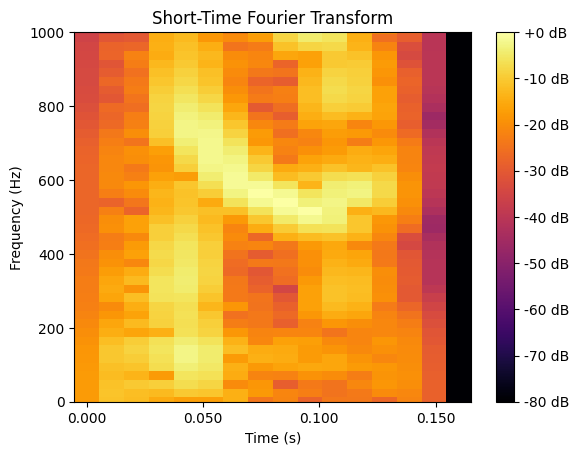 Short-Time Fourier Transform
1000
800
600
400
200
0
Frequency (Hz)
0.000
0.050
0.100
0.150
Time (s)
+0 dB
-10 dB
-20 dB
-30 dB
-40 dB
-50 dB
-60 dB
-70 dB
-80 dB